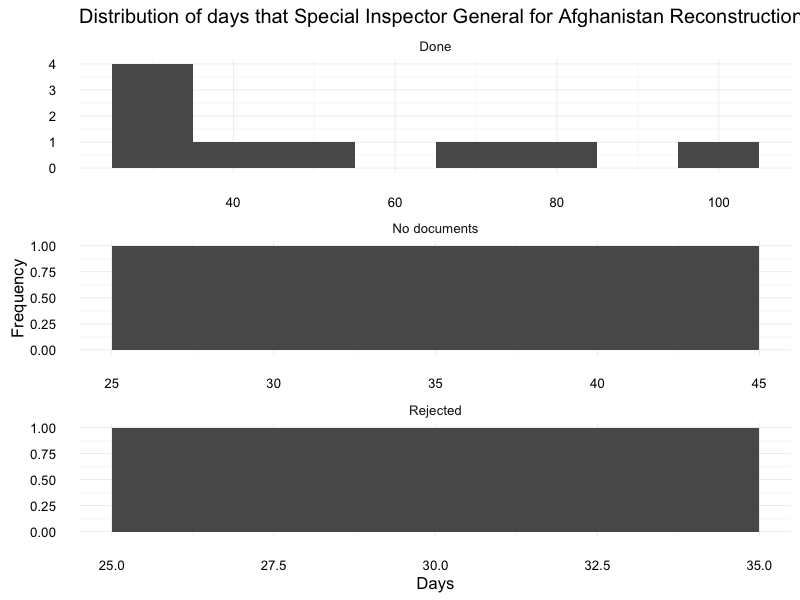 Distribution of days that Special Inspector General for Afghanistan Reconstruction
Done
4
3
2
1
0
40 60 80 100
No documents
1.00
0.75
0.50
0.25
0.00
25 30 35 40 45
Frequency
Rejected
1.00
0.75
0.50
0.25
0.00
25.0 27.5 30.0 32.5 35.0
Days